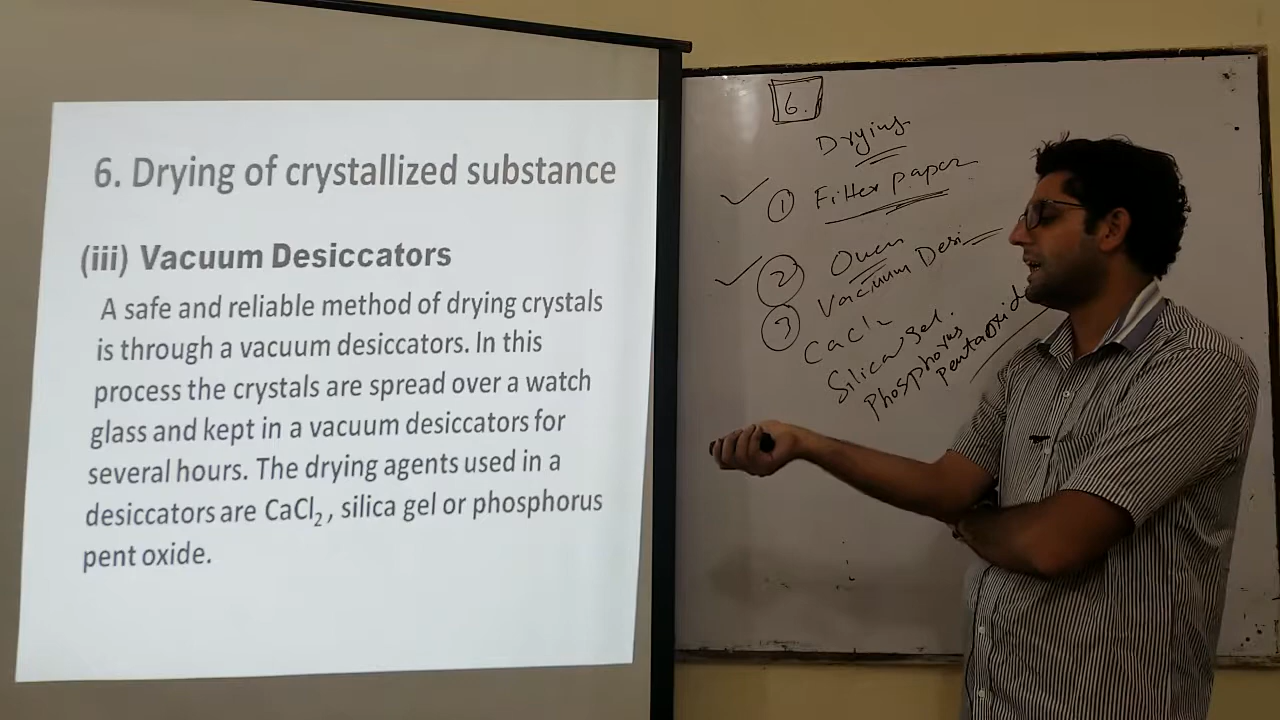 6. Drying of crystallized substance
(iii) Vacuum Desiccators
A safe and reliable method of drying crystals
is through a vacuum desiccators. In this
process the crystals are spread over a watch
glass and kept in a vacuum desiccators for
several hours. The drying agents used in a
desiccators are CaCl₂, silica gel or phosphorus
pent oxide.
6.
Drying
① Filter paper
② Oven
③ Vacuum Desi
CaCl₂
Silica gel.
Phosphorus
pentaoxid